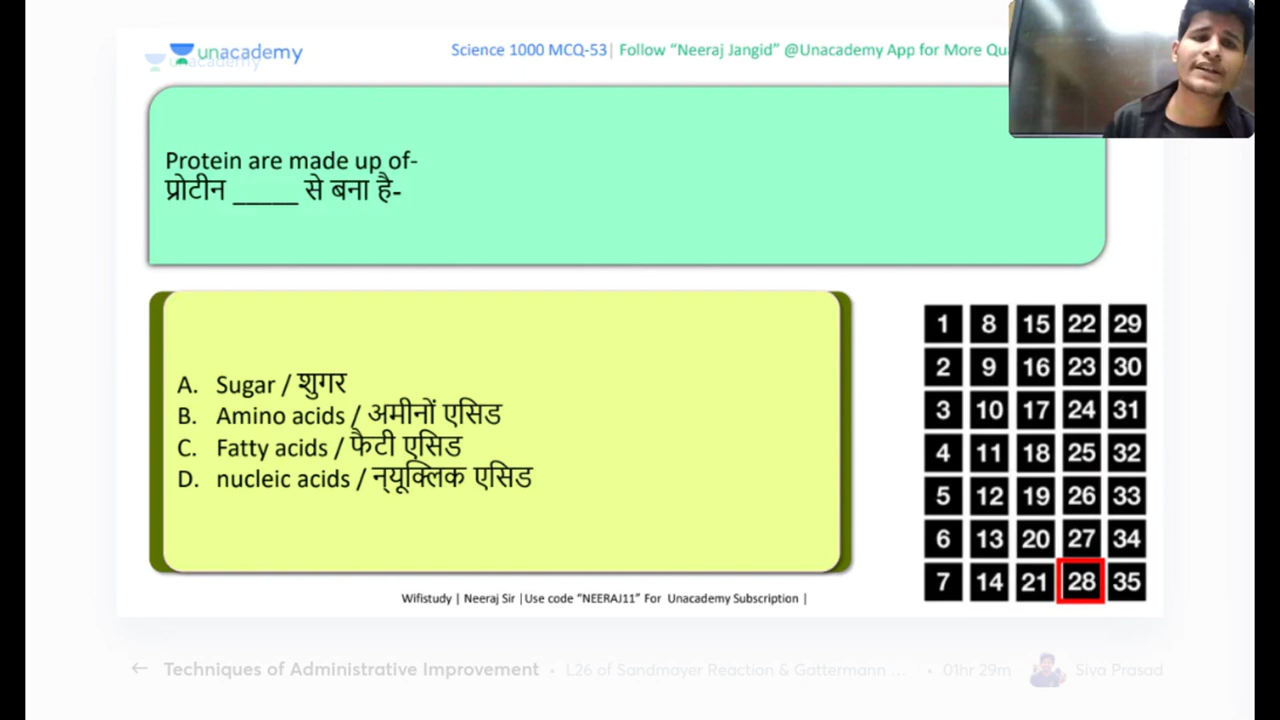 unacademy
unacademy
Science 1000 MCQ-53| Follow “Neeraj Jangid” @Unacademy App for More
Protein are made up of-
प्रोटीन _____ से बना है-
A. Sugar / शुगर
B. Amino acids / अमीनों एसिड
C. Fatty acids / फैटी एसिड
D. nucleic acids / न्यूक्लिक एसिड
1 8 15 22 29
2 9 16 23 30
3 10 17 24 31
4 11 18 25 32
5 12 19 26 33
6 13 20 27 34
7 14 21 28 35
Wifistudy | Neeraj Sir |Use code “NEERAJ11” For Unacademy Subscription |
← Techniques of Administrative Improvement • L26 of Sandmayer Reaction & Gattermann ... • 01hr 29m Siva Prasad